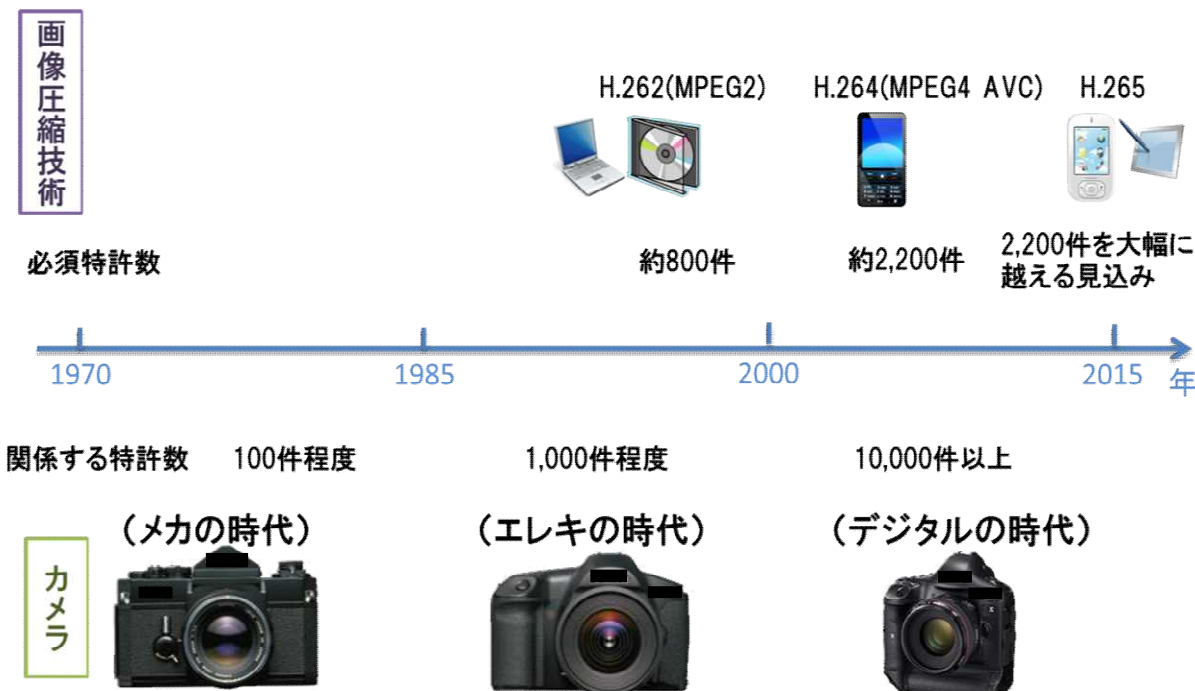 画像圧縮技術
H.262(MPEG2)
H.264(MPEG4 AVC)
H.265
必須特許数
約800件
約2,200件
2,200件を大幅に
越える見込み
1970
1985
2000
2015
年
関係する特許数
100件程度
1,000件程度
10,000件以上
（メカの時代）
（エレキの時代）
（デジタルの時代）
カメラ